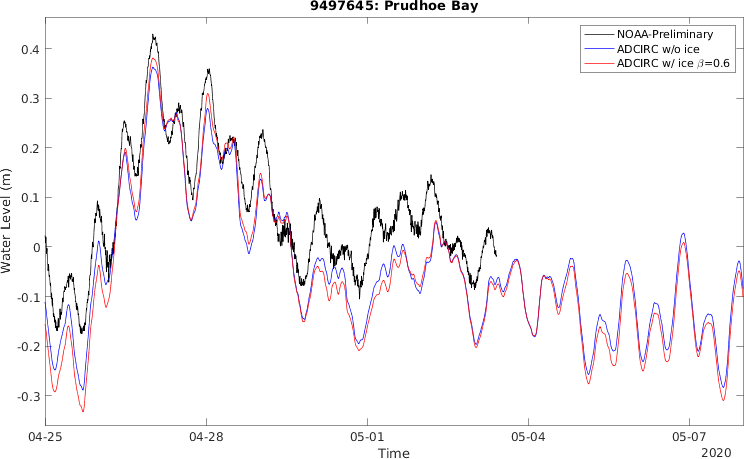 9497645: Prudhoe Bay
NOAA-Preliminary
ADCIRC w/o ice
ADCIRC w/ ice β=0.6
Water Level (m)
0.4
0.3
0.2
0.1
0
-0.1
-0.2
-0.3
04-25
04-28
05-01
05-04
05-07
Time
2020